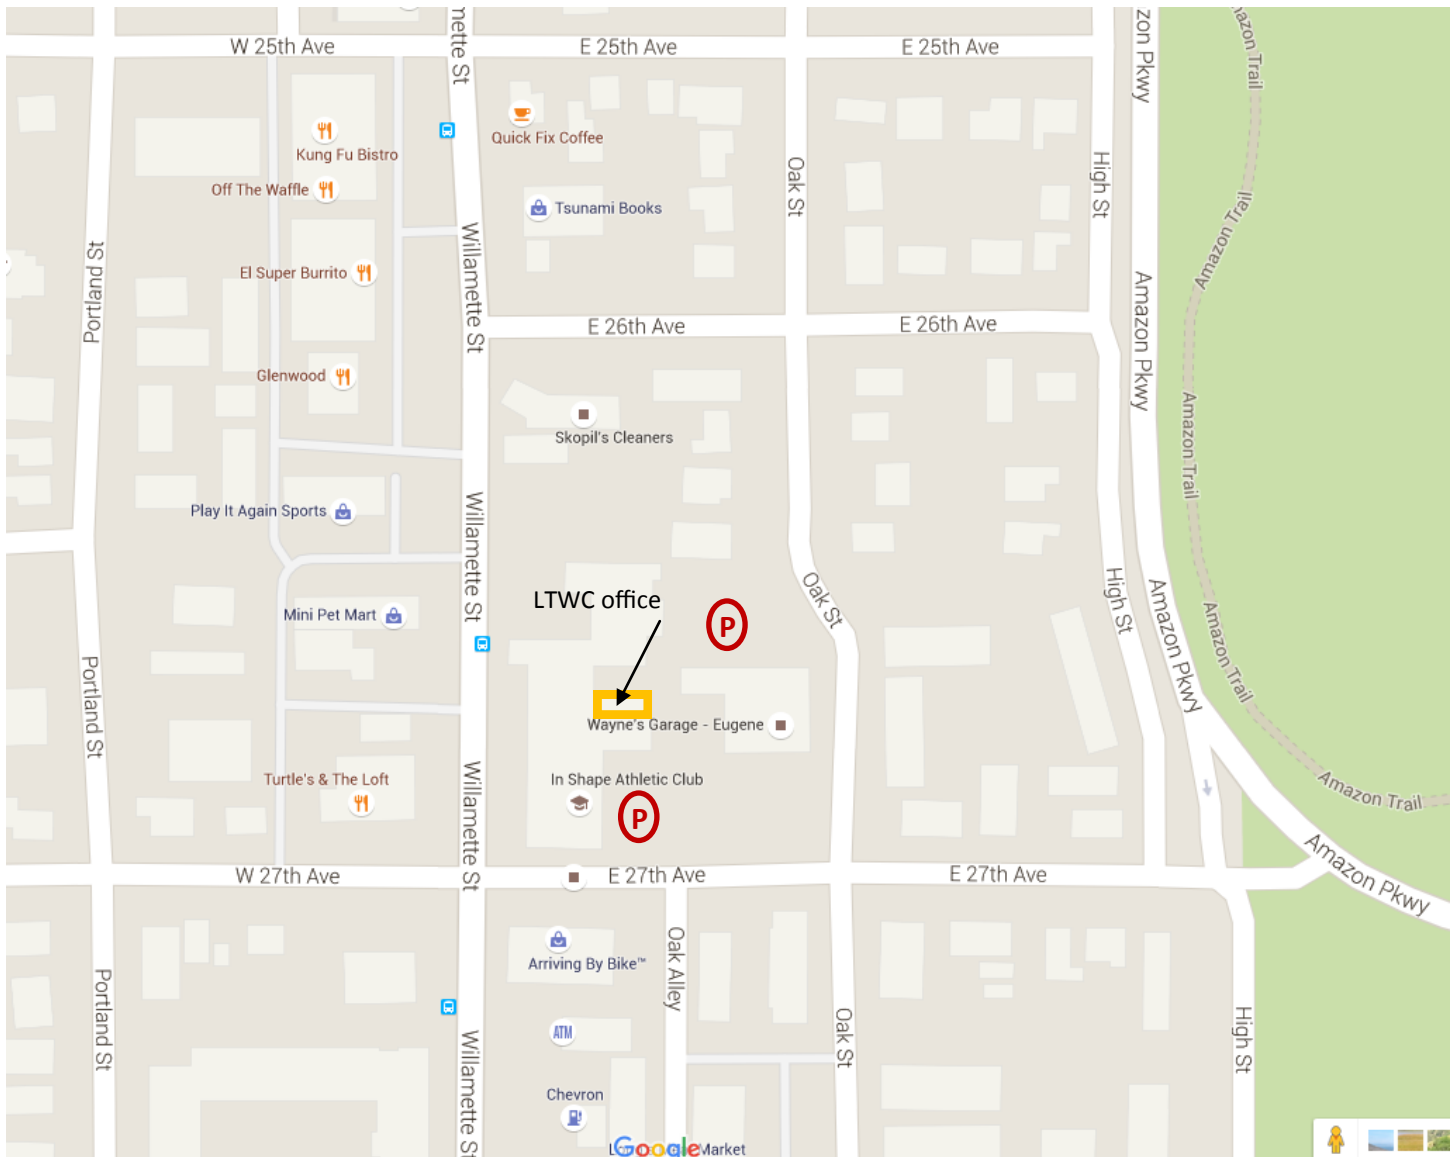 W 25th Ave
E 25th Ave
E 25th Ave
mette St
zon Pkwy
Amazon Pkwy
azon Trail
Amazon Trail
Quick Fix Coffee
Kung Fu Bistro
Off The Waffle
Tsunami Books
Oak St
High St
Portland St
Willamette St
El Super Burrito
Amazon Trail
Amazon Pkwy
E 26th Ave
E 26th Ave
Glenwood
Skopil's Cleaners
Amazon Trail
Play It Again Sports
Willamette St
LTWC office
P
Oak St
High St
Amazon Pkwy
Amazon Trail
Mini Pet Mart
Portland St
Wayne's Garage - Eugene
Turtle's & The Loft
In Shape Athletic Club
P
Willamette St
Amazon Trail
W 27th Ave
E 27th Ave
E 27th Ave
Amazon Pkwy
Arriving By Bike™
Oak Alley
Portland St
ATM
Willamette St
Oak St
High St
Chevron
Google
Market